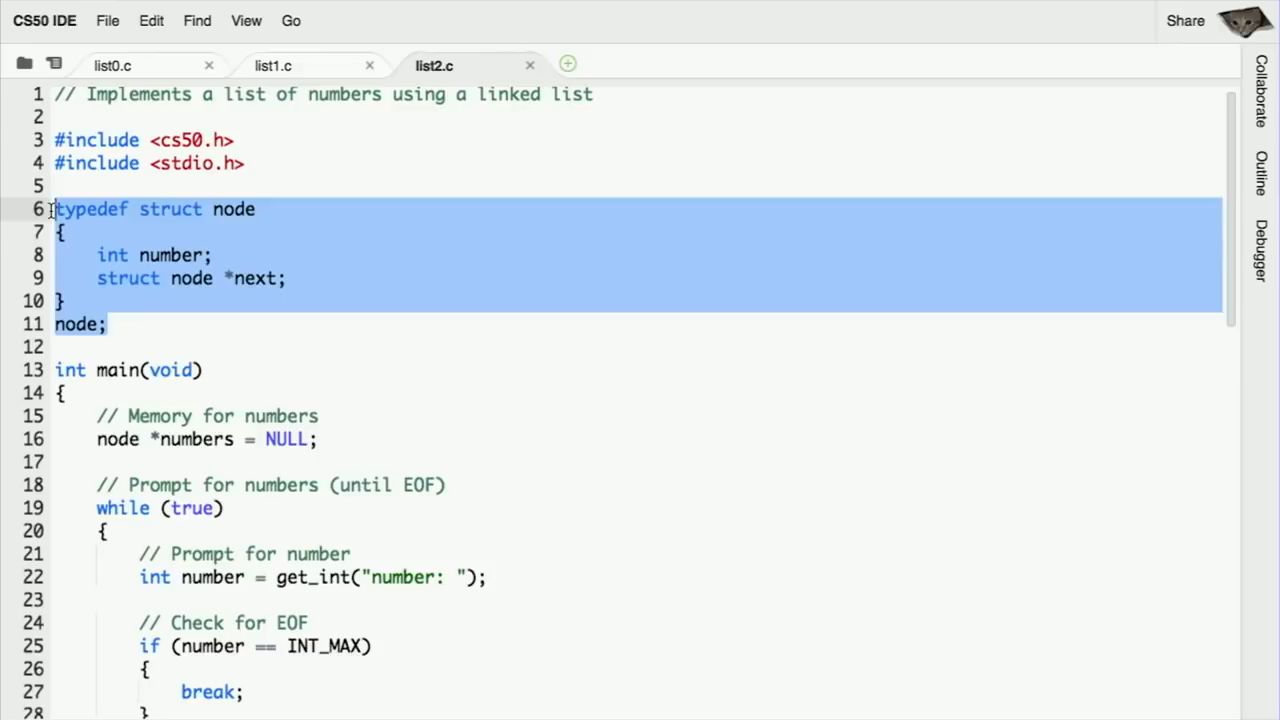 CS50 IDE File Edit Find View Go Share
list0.c × list1.c × list2.c ×
1 // Implements a list of numbers using a linked list
2
3 #include <cs50.h>
4 #include <stdio.h>
5
6 typedef struct node
7 {
8     int number;
9     struct node *next;
10 }
11 node;
12
13 int main(void)
14 {
15     // Memory for numbers
16     node *numbers = NULL;
17
18     // Prompt for numbers (until EOF)
19     while (true)
20     {
21         // Prompt for number
22         int number = get_int("number: ");
23
24         // Check for EOF
25         if (number == INT_MAX)
26         {
27             break;
28         }
Collaborate
Outline
Debugger